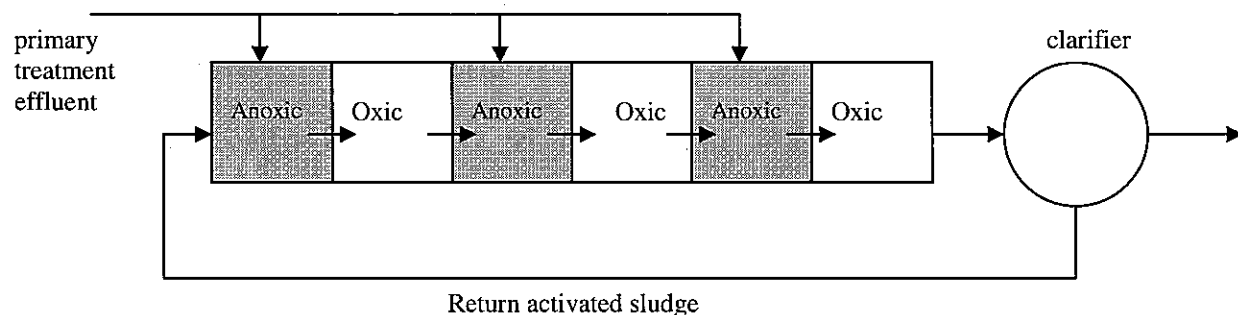 primary
treatment
effluent
clarifier
Anoxic
Oxic
Anoxic
Oxic
Anoxic
Oxic
Return activated sludge